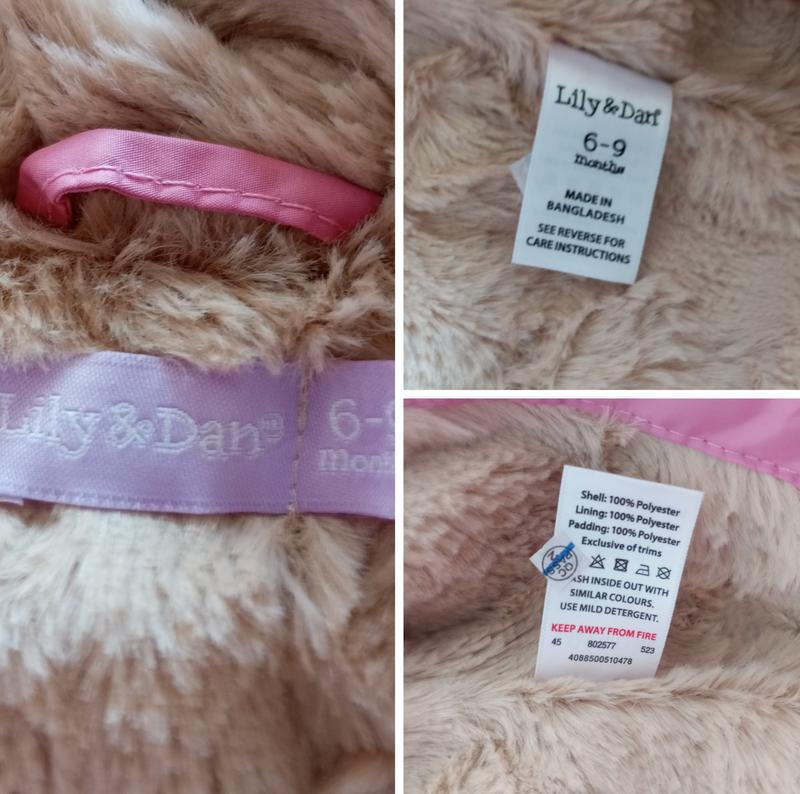 Lily & Dan
6-9
months
Lily & Dan
6-9
months
MADE IN
BANGLADESH
SEE REVERSE FOR
CARE INSTRUCTIONS
Shell: 100% Polyester
Lining: 100% Polyester
Padding: 100% Polyester
Exclusive of trims
ASH INSIDE OUT WITH
SIMILAR COLOURS.
USE MILD DETERGENT.
KEEP AWAY FROM FIRE
45 802577 523
4088500510478